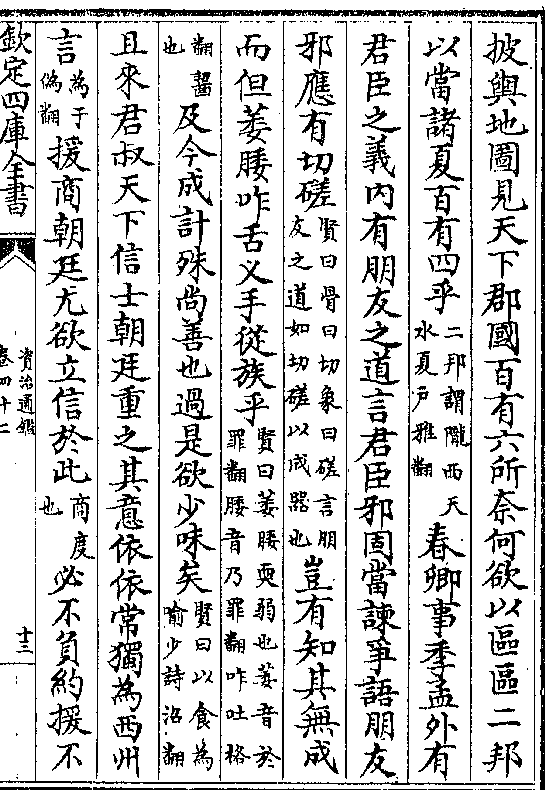 披輿地圖見天下郡國百有六所奈何欲以區區二邦
以當諸夏百有四乎二邦謂隴西天水夏戸雅翻春卿事季孟外有
君臣之義内有朋友之道言君臣邪固當諫爭語朋友
邪應有切磋賢曰骨曰切象曰磋言朋友之道如切磋以成器也豈有知其無成
而但萎腇咋舌义手從族乎賢曰萎腇耎弱也萎音於罪翻腇音乃罪翻咋吐格
翻齧也及今成計殊尚善也過是欲少味矣賢曰以食為喻少詩沼翻
且來君叔天下信士朝廷重之其意依依常獨為西州
言為于偽翻援商朝廷尤欲立信於此商度也必不負約援不
欽定四庫全書
資治通鑑
卷四十二
十三